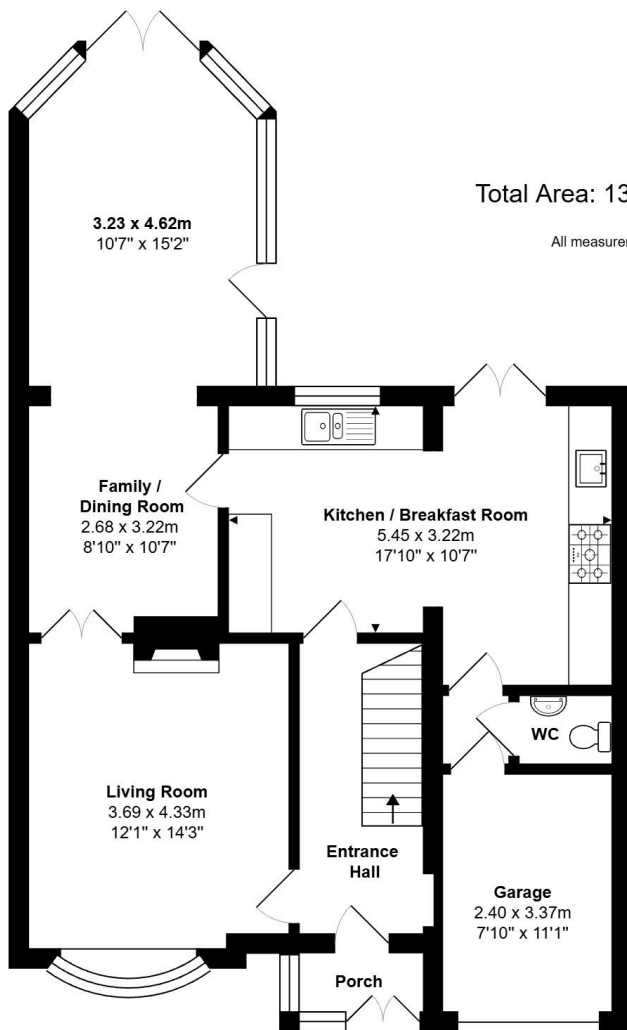 3.23 x 4.62m
10'7" x 15'2"
Total Area: 13
All measurem
Family /
Dining Room
2.68 x 3.22m
8'10" x 10'7"
Kitchen / Breakfast Room
5.45 x 3.22m
17'10" x 10'7"
WC
Living Room
3.69 x 4.33m
12'1" x 14'3"
Entrance
Hall
Garage
2.40 x 3.37m
7'10" x 11'1"
Porch